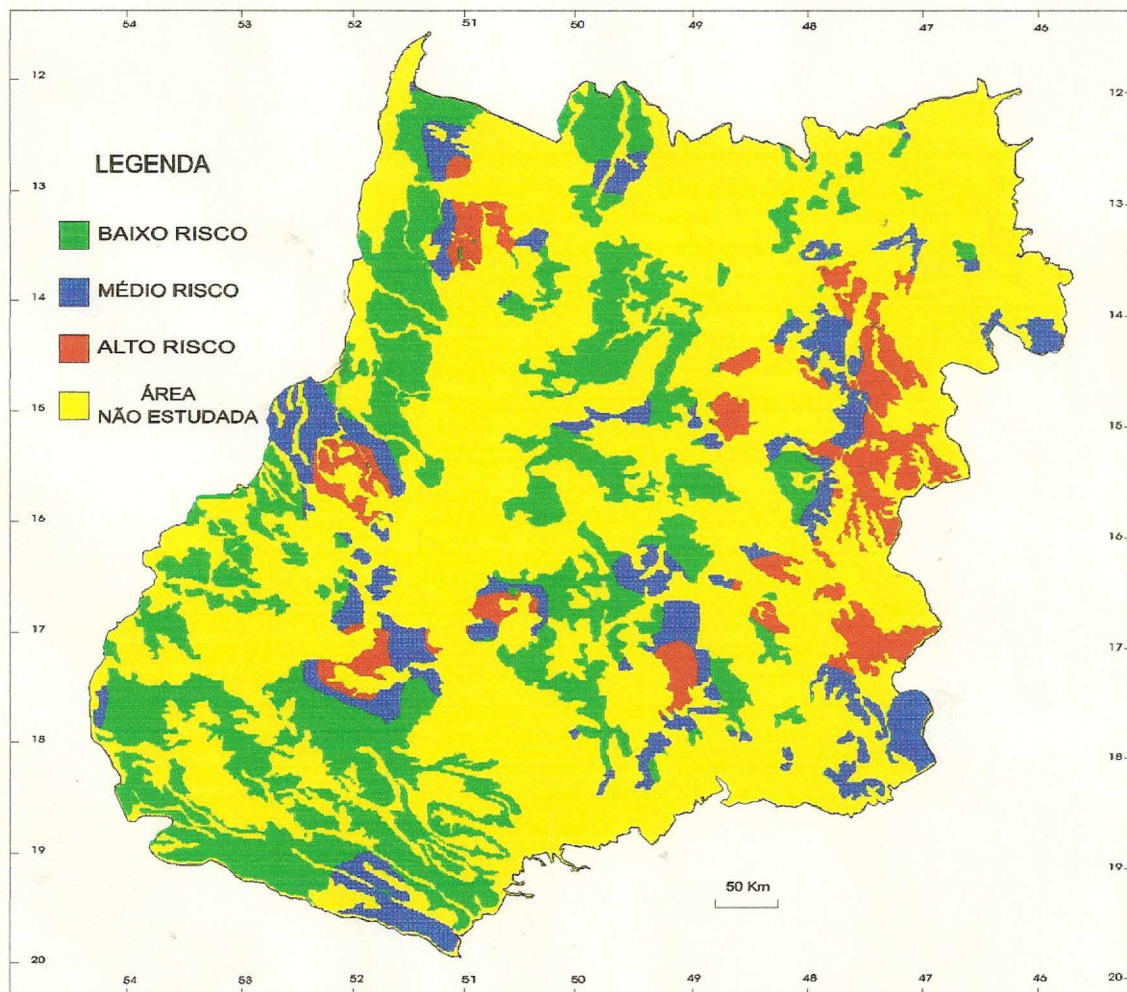 54 53 52 51 50 49 48 47 46
12 12
LEGENDA
13 13
BAIXO RISCO
MÉDIO RISCO
14 14
ALTO RISCO
ÁREA
NÃO ESTUDADA
15 15
16 16
17 17
18 18
19 19
50 Km
20 20
54 53 52 51 50 49 48 47 46